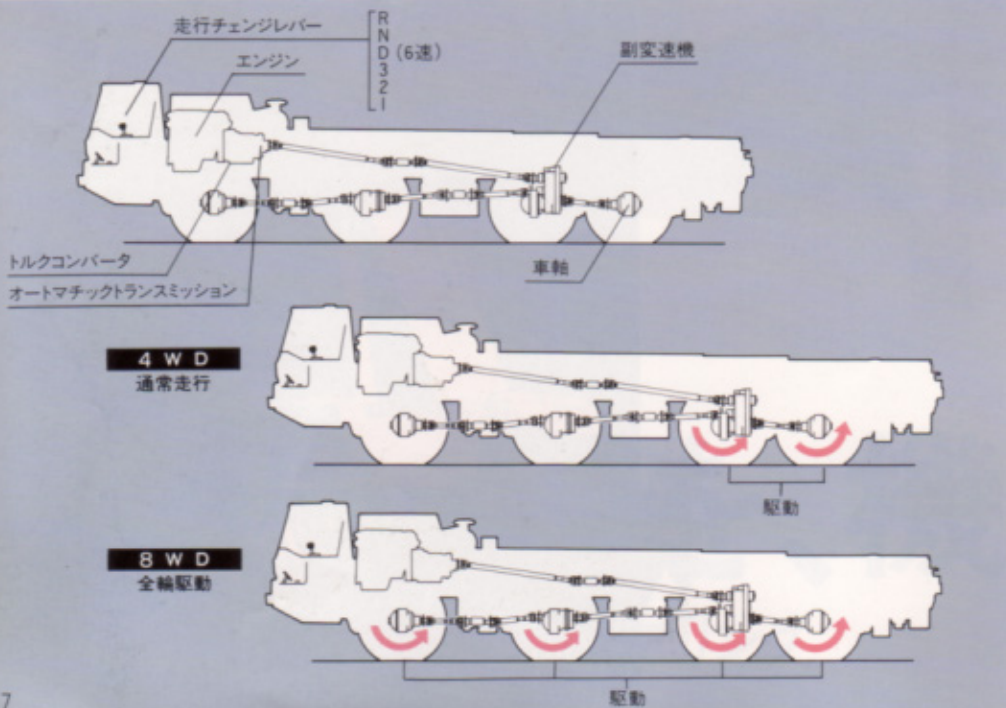 走行チェンジレバー
R
N
D (6速)
3
2
1
エンジン
副変速機
トルクコンバータ
オートマチックトランスミッション
車軸
4WD
通常走行
駆動
8WD
全輪駆動
駆動
7